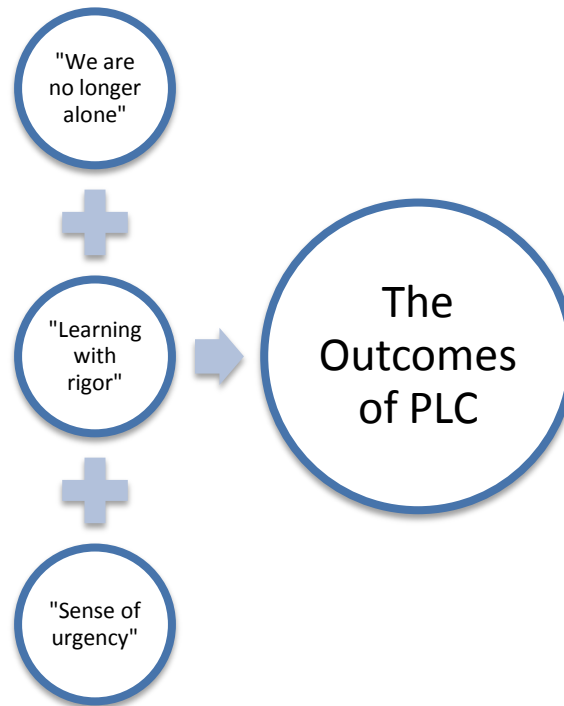 "We are
no longer
alone"
"Learning
with
rigor"
The
Outcomes
of PLC
"Sense of
urgency"